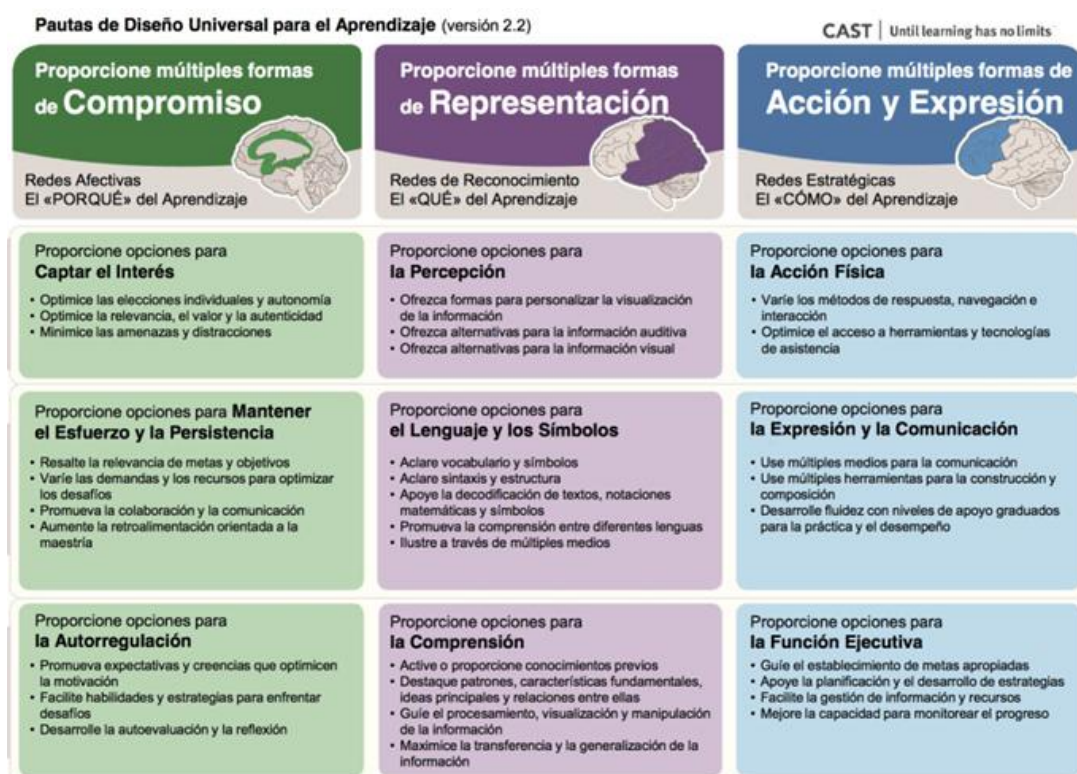 Pautas de Diseño Universal para el Aprendizaje (versión 2.2)
CAST | Until learning has no limits
Proporcione múltiples formas
de Compromiso
Redes Afectivas
El «PORQUÉ» del Aprendizaje
Proporcione múltiples formas
de Representación
Redes de Reconocimiento
El «QUÉ» del Aprendizaje
Proporcione múltiples formas de
Acción y Expresión
Redes Estratégicas
El «CÓMO» del Aprendizaje
Proporcione opciones para
Captar el Interés
• Optimice las elecciones individuales y autonomía
• Optimice la relevancia, el valor y la autenticidad
• Minimice las amenazas y distracciones
Proporcione opciones para
la Percepción
• Ofrezca formas para personalizar la visualización
de la información
• Ofrezca alternativas para la información auditiva
• Ofrezca alternativas para la información visual
Proporcione opciones para
la Acción Física
• Varíe los métodos de respuesta, navegación e
interacción
• Optimice el acceso a herramientas y tecnologías
de asistencia
Proporcione opciones para Mantener
el Esfuerzo y la Persistencia
• Resalte la relevancia de metas y objetivos
• Varíe las demandas y los recursos para optimizar
los desafíos
• Promueva la colaboración y la comunicación
• Aumente la retroalimentación orientada a la
maestría
Proporcione opciones para
el Lenguaje y los Símbolos
• Aclare vocabulario y símbolos
• Aclare sintaxis y estructura
• Apoye la decodificación de textos, notaciones
matemáticas y símbolos
• Promueva la comprensión entre diferentes lenguas
• Ilustre a través de múltiples medios
Proporcione opciones para
la Expresión y la Comunicación
• Use múltiples medios para la comunicación
• Use múltiples herramientas para la construcción y
composición
• Desarrolle fluidez con niveles de apoyo graduados
para la práctica y el desempeño
Proporcione opciones para
la Autorregulación
• Promueva expectativas y creencias que optimicen
la motivación
• Facilite habilidades y estrategias para enfrentar
desafíos
• Desarrolle la autoevaluación y la reflexión
Proporcione opciones para
la Comprensión
• Active o proporcione conocimientos previos
• Destaque patrones, características fundamentales,
ideas principales y relaciones entre ellas
• Guíe el procesamiento, visualización y manipulación
de la información
• Maximice la transferencia y la generalización de la
información
Proporcione opciones para
la Función Ejecutiva
• Guíe el establecimiento de metas apropiadas
• Apoye la planificación y el desarrollo de estrategias
• Facilite la gestión de información y recursos
• Mejore la capacidad para monitorear el progreso